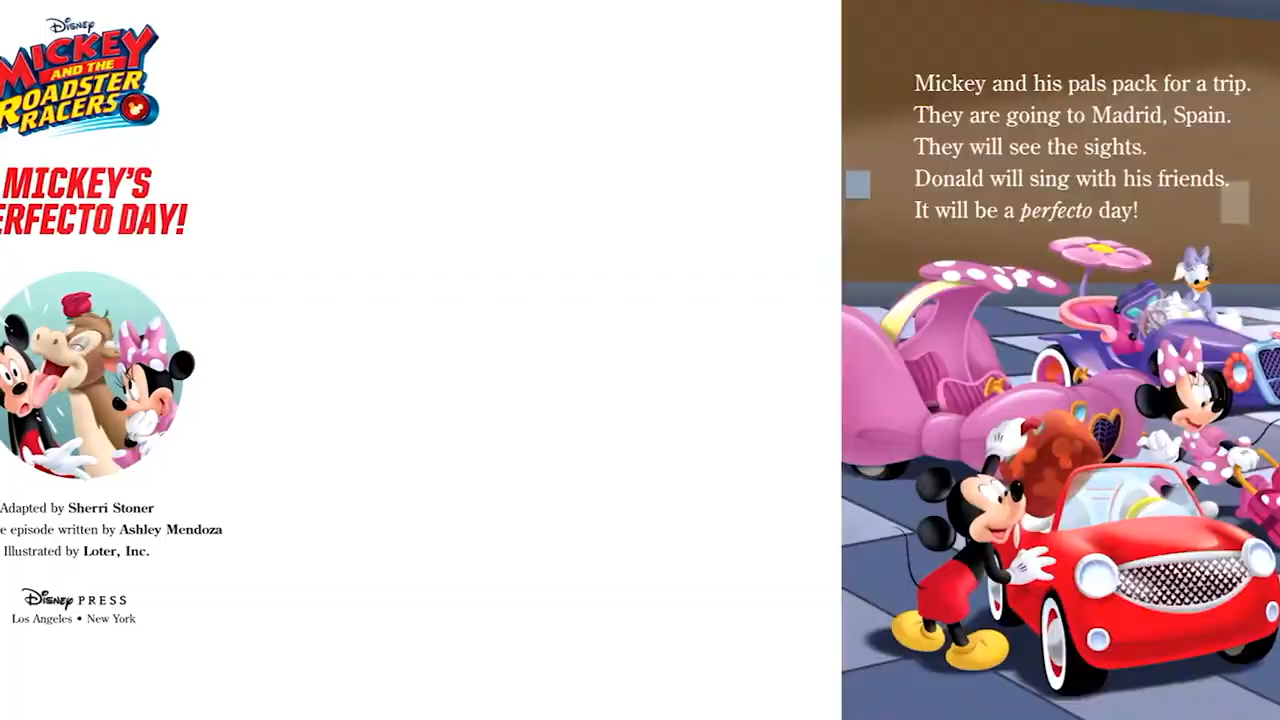 Disney
MICKEY
AND THE
ROADSTER
RACERS
MICKEY'S
ERFECTO DAY!
Adapted by Sherri Stoner
e episode written by Ashley Mendoza
Illustrated by Loter, Inc.
Disney PRESS
Los Angeles • New York
Mickey and his pals pack for a trip.
They are going to Madrid, Spain.
They will see the sights.
Donald will sing with his friends.
It will be a perfecto day!